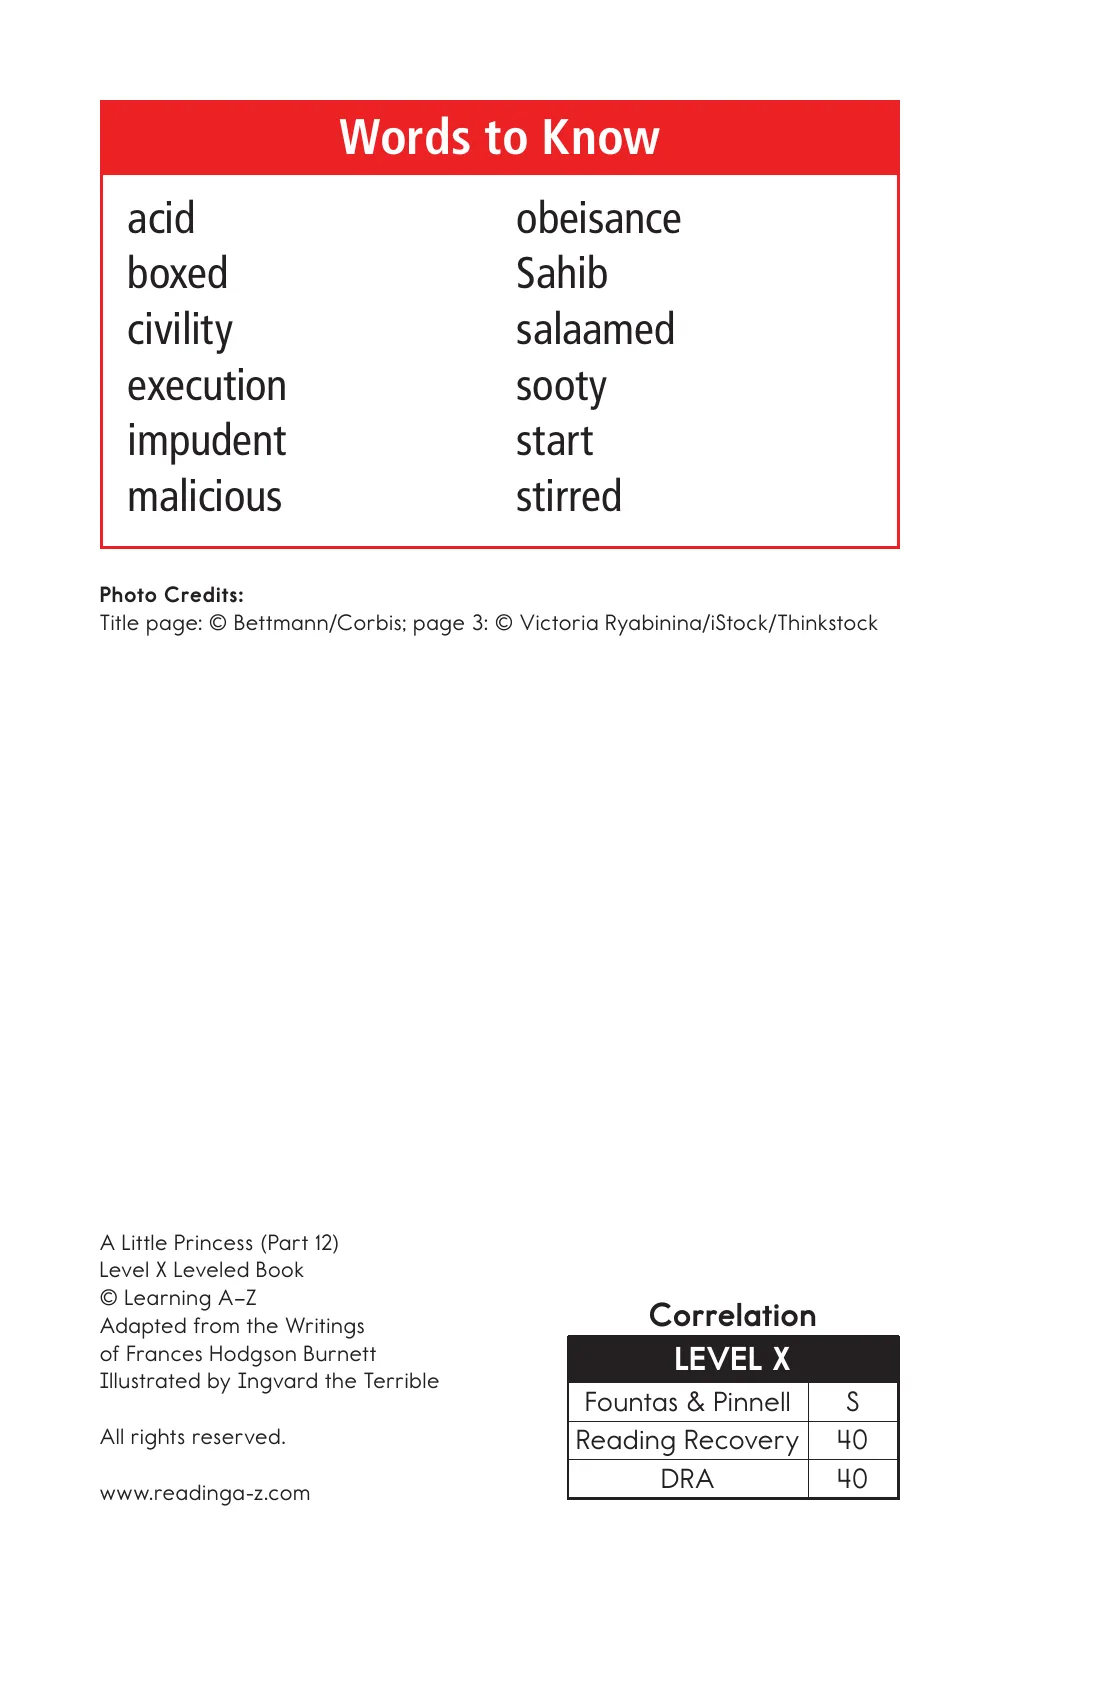 Words to Know
acid
boxed
civility
execution
impudent
malicious
obeisance
Sahib
salaamed
sooty
start
stirred
Photo Credits:
Title page: © Bettmann/Corbis; page 3: © Victoria Ryabinina/iStock/Thinkstock
A Little Princess (Part 12)
Level X Leveled Book
© Learning A–Z
Adapted from the Writings
of Frances Hodgson Burnett
Illustrated by Ingvard the Terrible
All rights reserved.
www.readinga-z.com
Correlation
LEVEL X
Fountas & Pinnell S
Reading Recovery 40
DRA 40